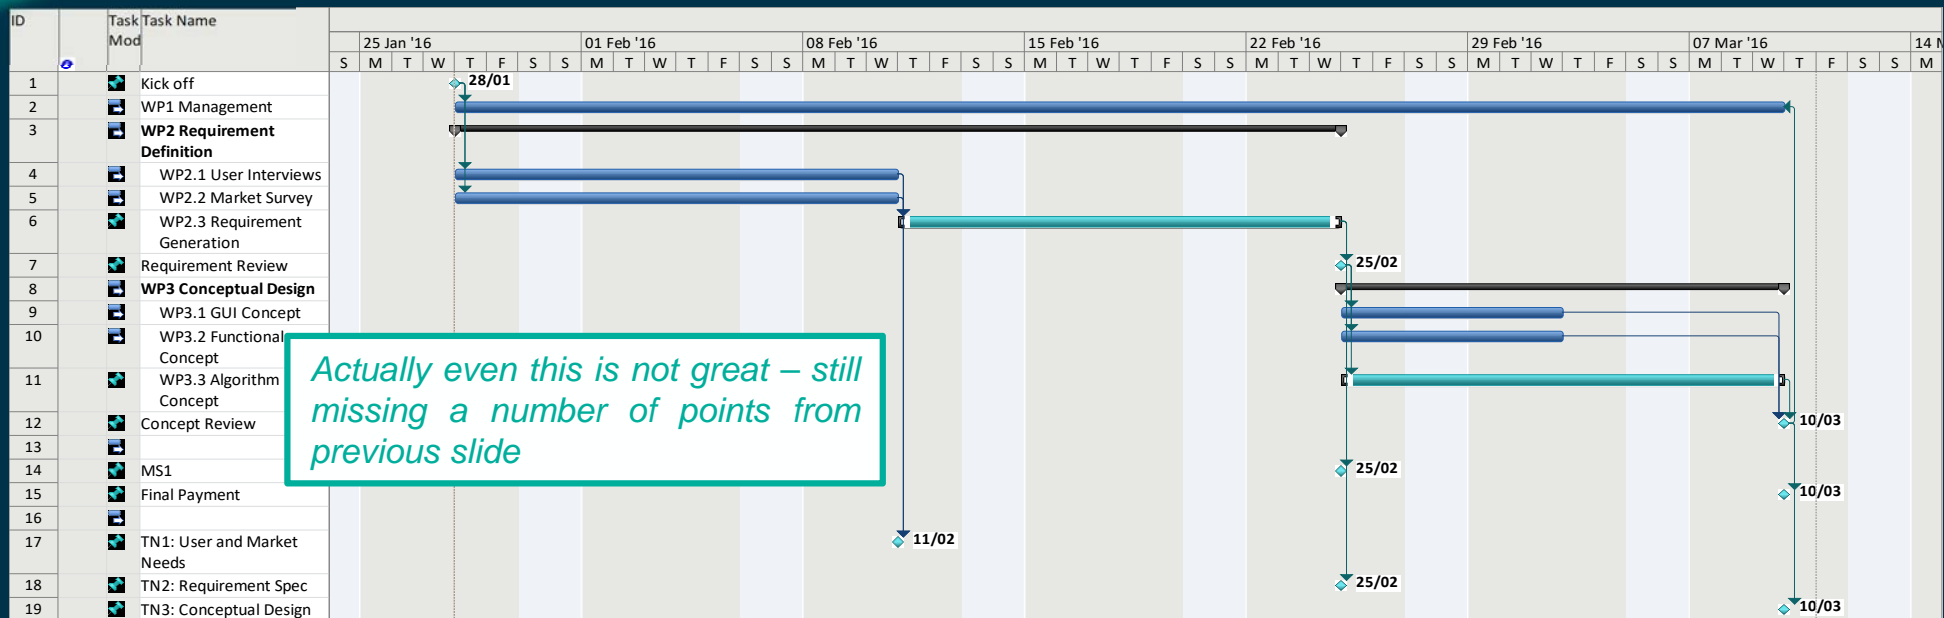 ID Task Task Name
Mod
25 Jan '16 01 Feb '16 08 Feb '16 15 Feb '16 22 Feb '16 29 Feb '16 07 Mar '16 14 M
S M T W T F S S M T W T F S S M T W T F S S M T W T F S S M T W T F S S M T W T F S S M T W T F S S M
1 Kick off 28/01
2 WP1 Management
3 WP2 Requirement
Definition
4 WP2.1 User Interviews
5 WP2.2 Market Survey
6 WP2.3 Requirement
Generation
7 Requirement Review 25/02
8 WP3 Conceptual Design
9 WP3.1 GUI Concept
10 WP3.2 Functional
Concept
11 WP3.3 Algorithm
Concept
12 Concept Review 10/03
13
14 MS1 25/02
15 Final Payment 10/03
16
17 TN1: User and Market 11/02
Needs
18 TN2: Requirement Spec 25/02
19 TN3: Conceptual Design 10/03
Actually even this is not great – still
missing a number of points from
previous slide